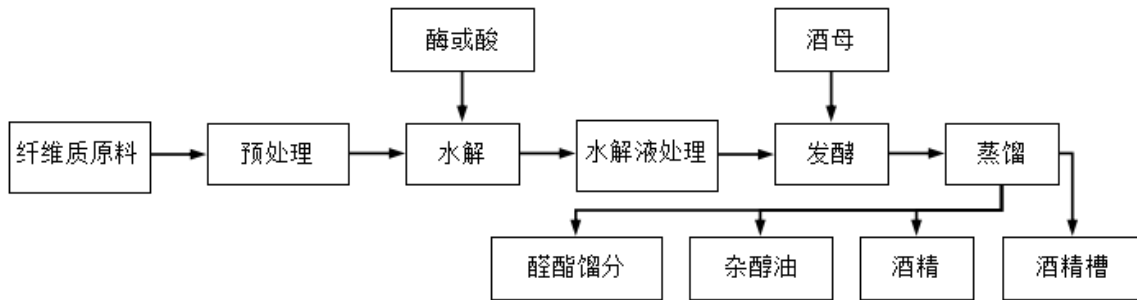 酶或酸
酒母
纤维质原料
预处理
水解
水解液处理
发酵
蒸馏
醛酯馏分
杂醇油
酒精
酒精槽